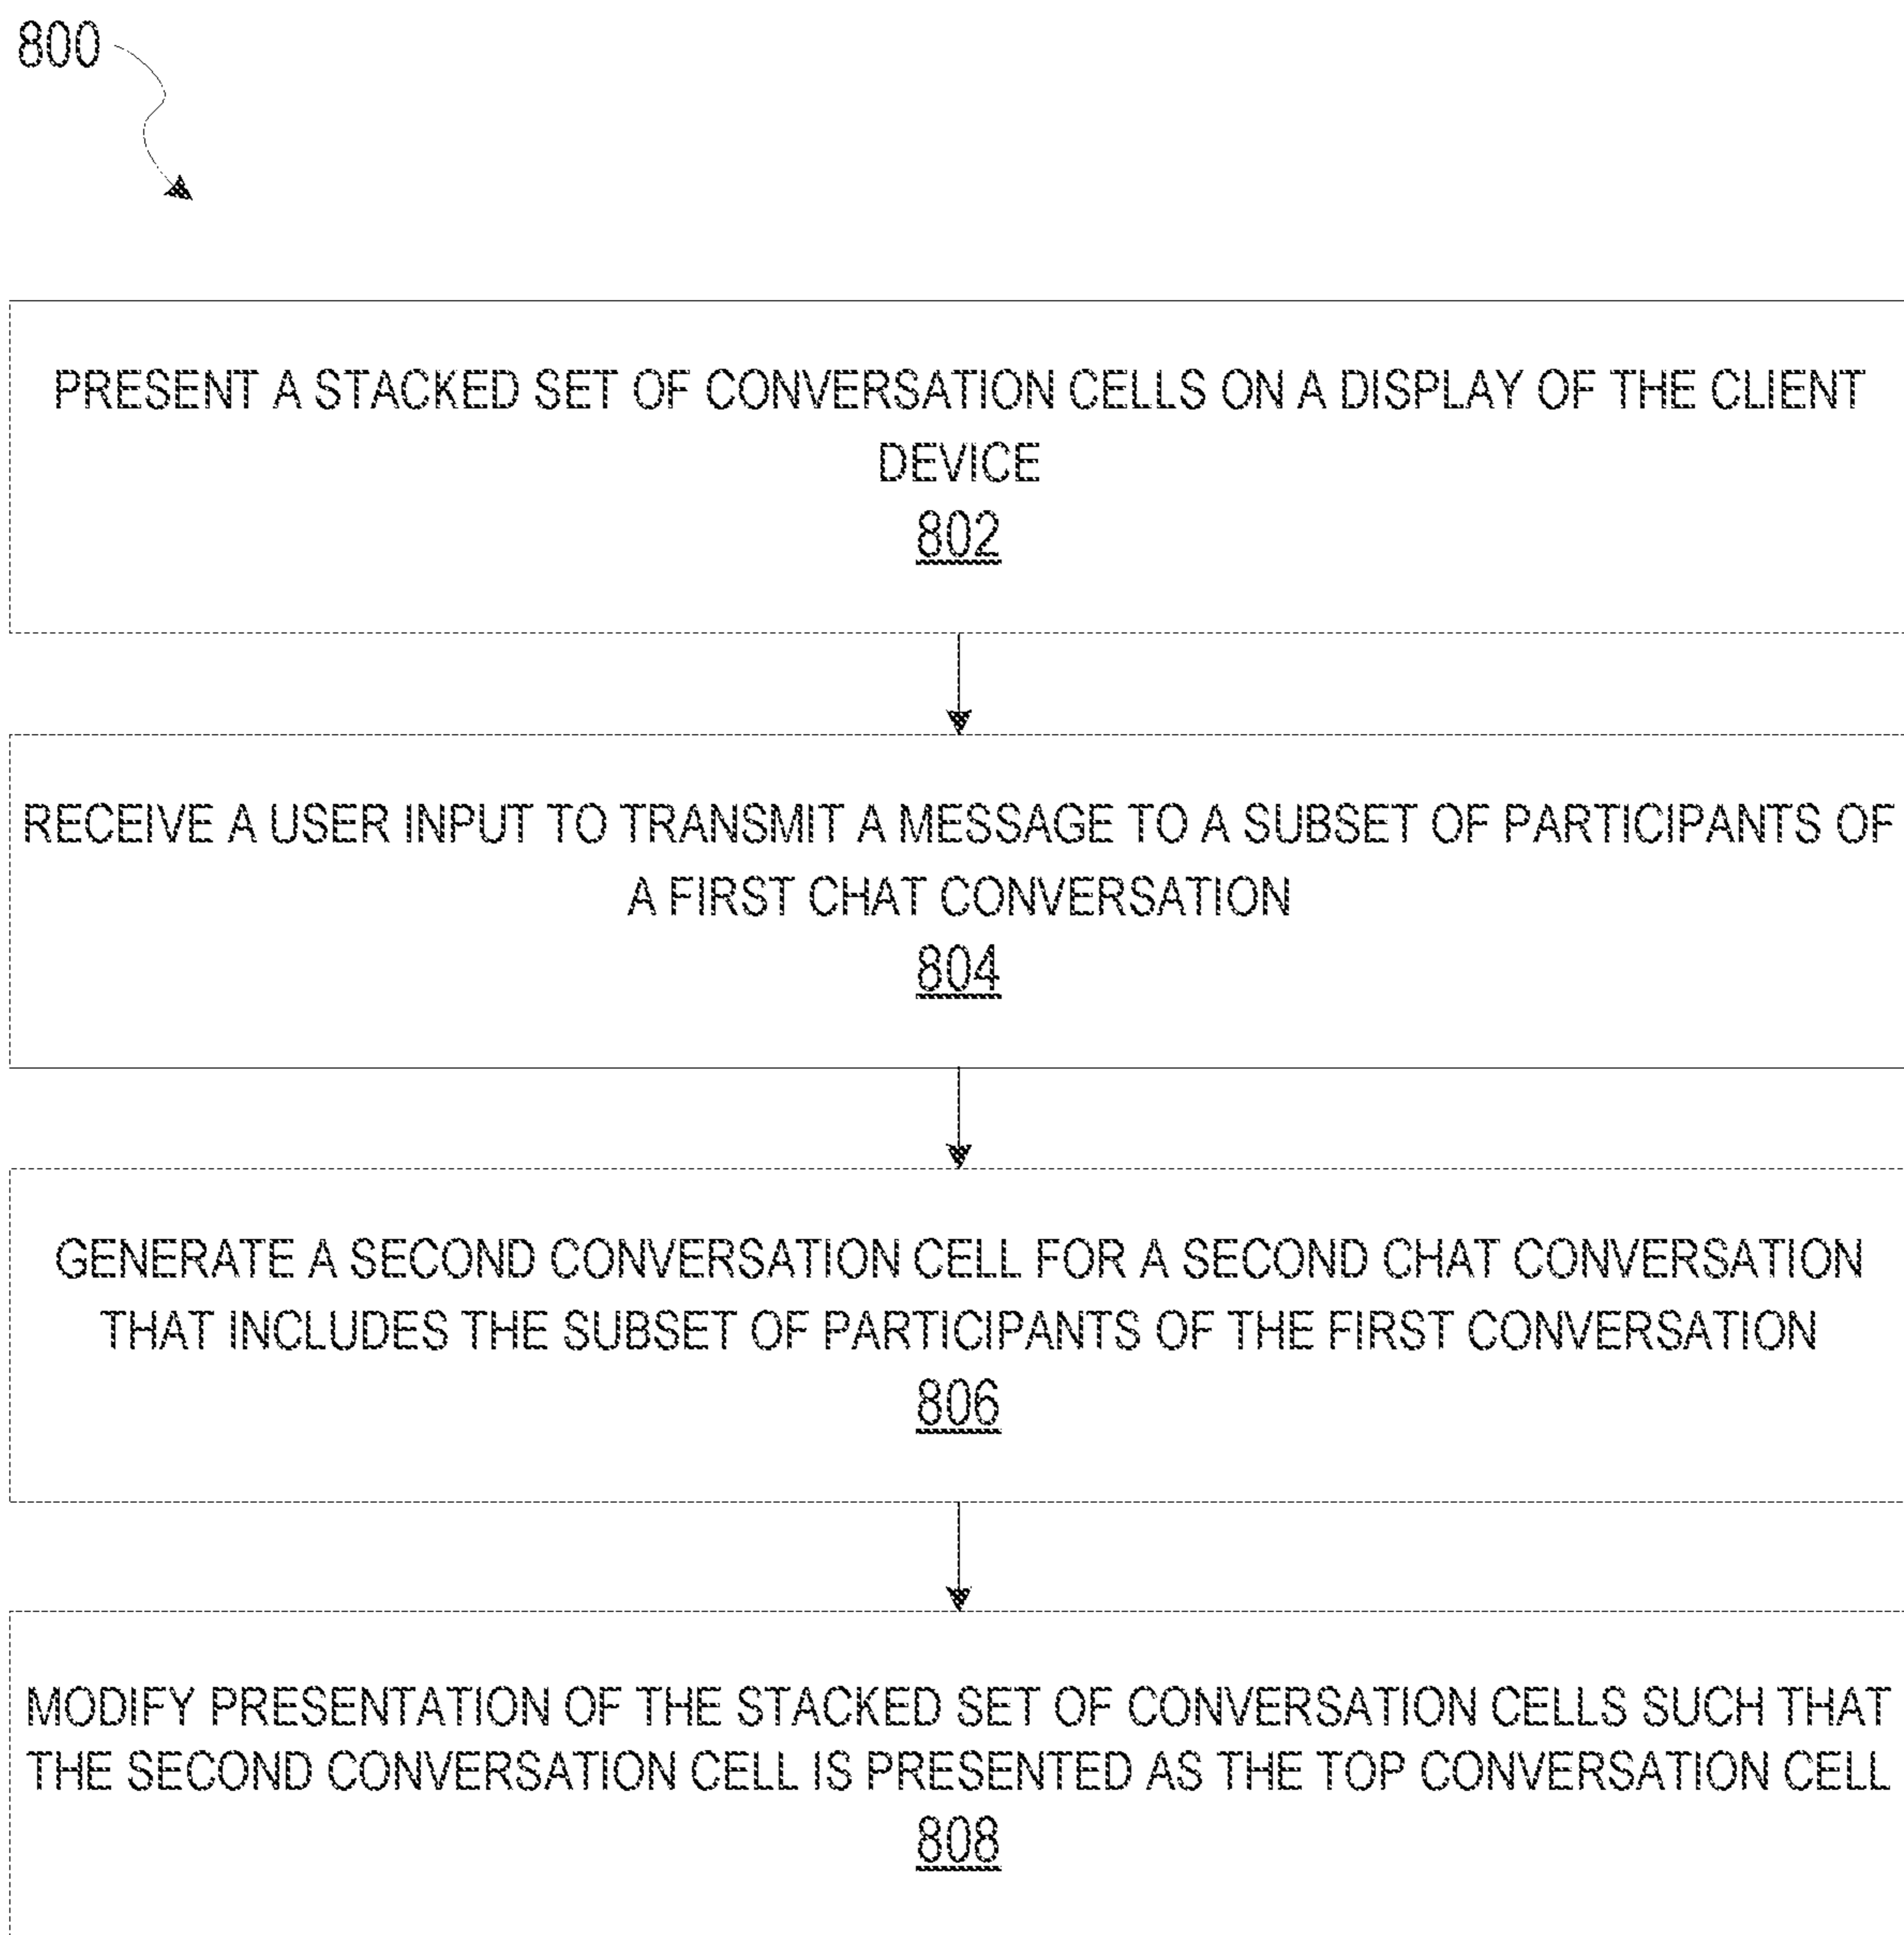 800
PRESENT A STACKED SET OF CONVERSATION CELLS ON A DISPLAY OF THE CLIENT
DEVICE
802
RECEIVE A USER INPUT TO TRANSMIT A MESSAGE TO A SUBSET OF PARTICIPANTS OF
A FIRST CHAT CONVERSATION
804
GENERATE A SECOND CONVERSATION CELL FOR A SECOND CHAT CONVERSATION
THAT INCLUDES THE SUBSET OF PARTICIPANTS OF THE FIRST CONVERSATION
806
MODIFY PRESENTATION OF THE STACKED SET OF CONVERSATION CELLS SUCH THAT
THE SECOND CONVERSATION CELL IS PRESENTED AS THE TOP CONVERSATION CELL
808